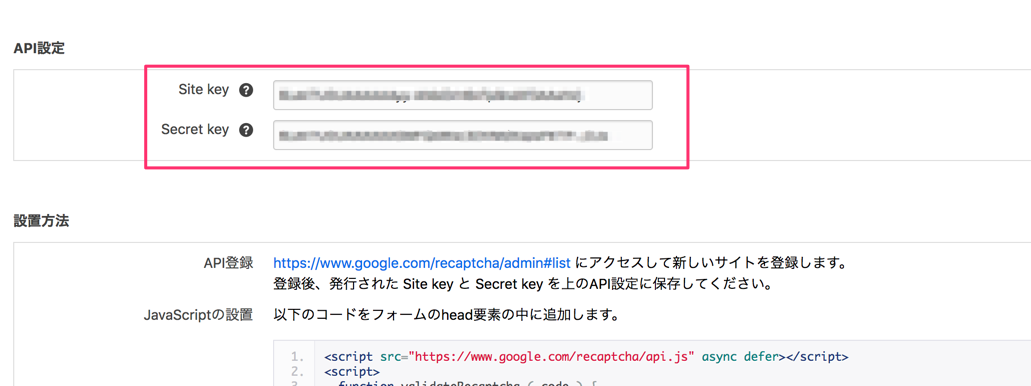 API設定
Site key ?
Secret key ?
設置方法
API登録 https://www.google.com/recaptcha/admin#list にアクセスして新しいサイトを登録します。
登録後、発行された Site key と Secret key を上のAPI設定に保存してください。
JavaScriptの設置 以下のコードをフォームのhead要素の中に追加します。
1. <script src="https://www.google.com/recaptcha/api.js" async defer></script>
2. <script>
3. function validateRecaptcha ( code ) {